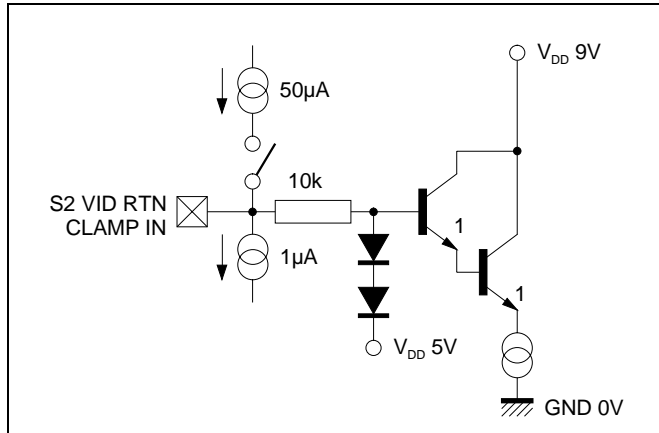 V_DD 9V
50µA
10k
S2 VID RTN
CLAMP IN
1
1µA
1
V_DD 5V
GND 0V